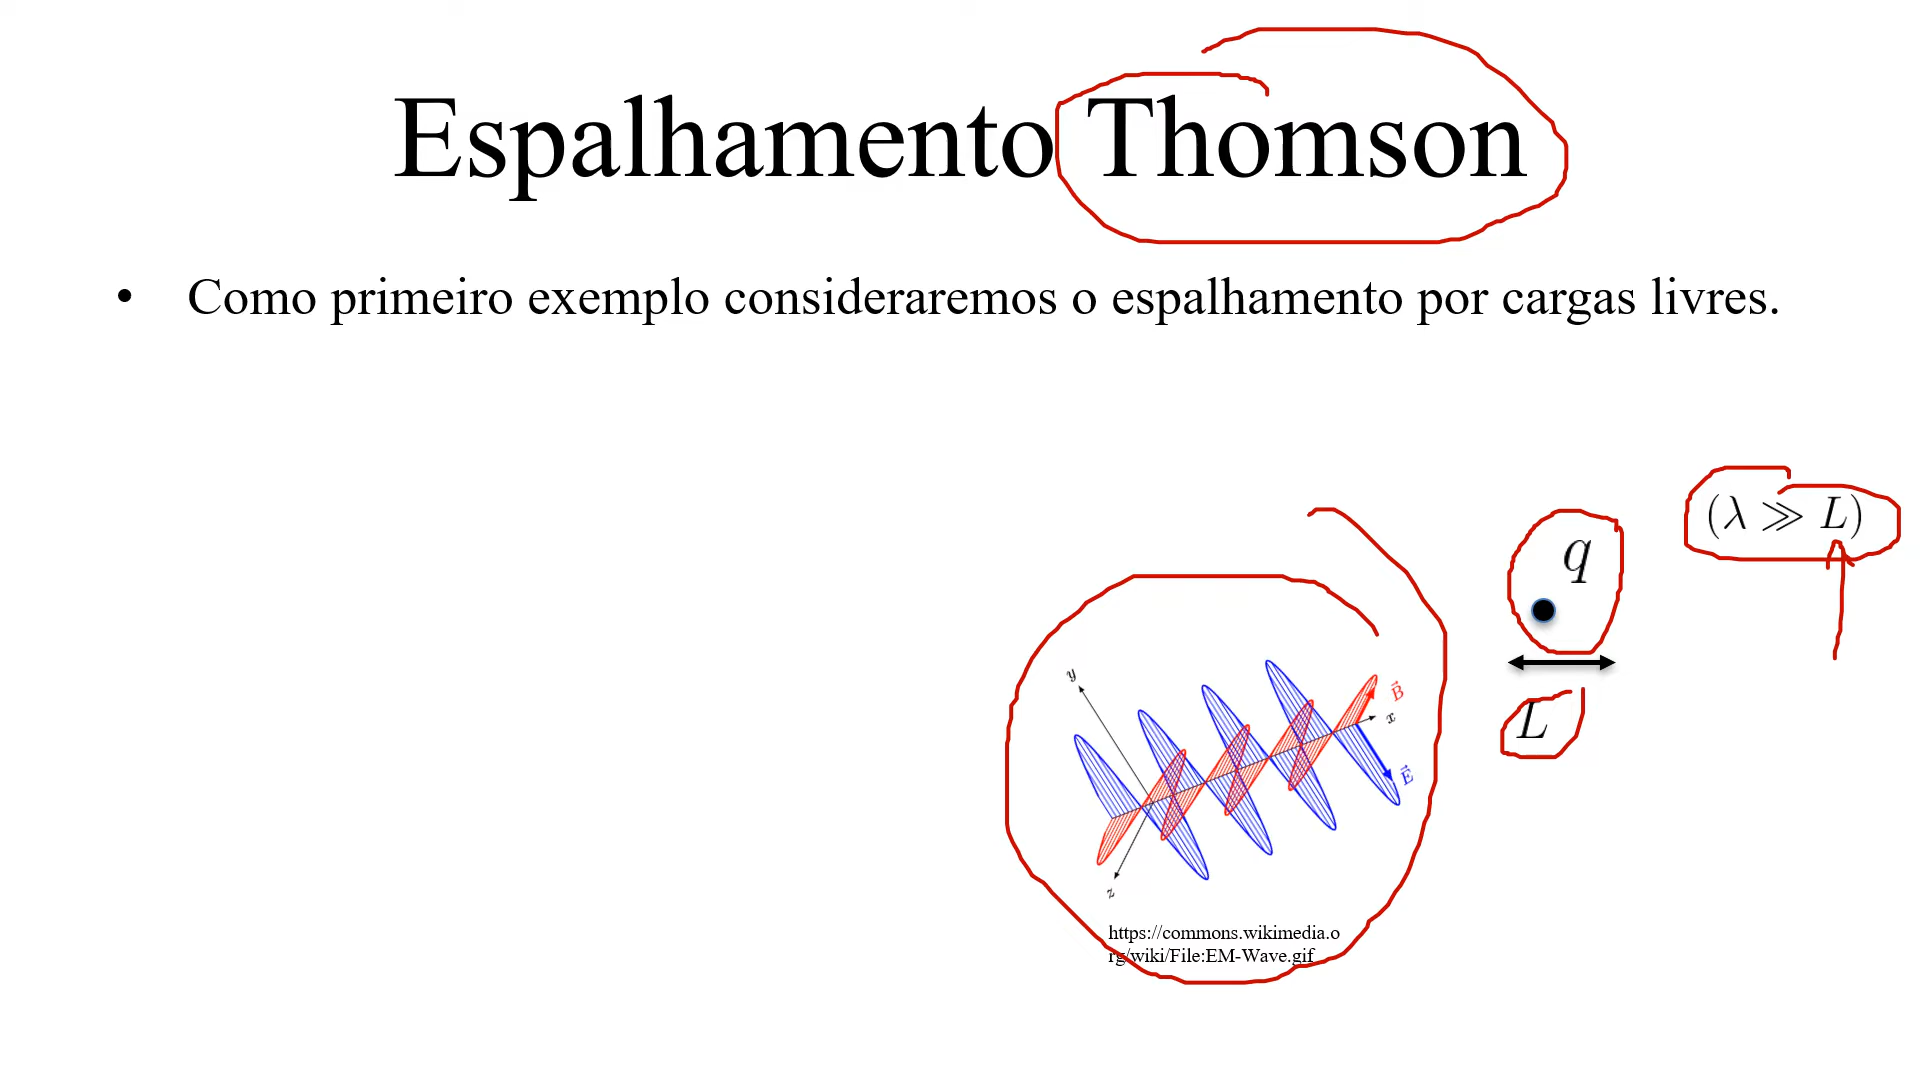 Espalhamento Thomson
• Como primeiro exemplo consideraremos o espalhamento por cargas livres.
(λ ≫ L)
q
L
y
B⃗
x
E⃗
z
https://commons.wikimedia.o
rg/wiki/File:EM-Wave.gif